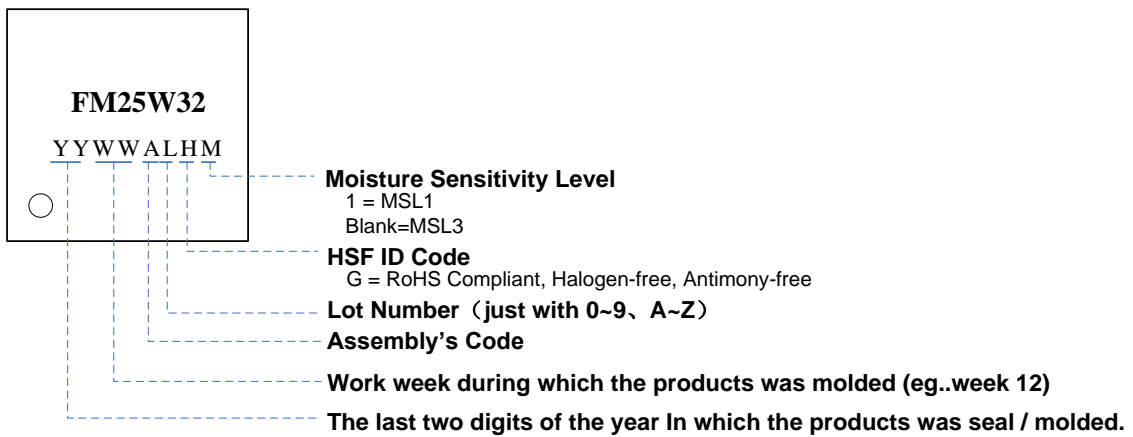 FM25W32
YYWWALHM
Moisture Sensitivity Level
1 = MSL1
Blank=MSL3
HSF ID Code
G = RoHS Compliant, Halogen-free, Antimony-free
Lot Number（just with 0~9、A~Z）
Assembly's Code
Work week during which the products was molded (eg..week 12)
The last two digits of the year In which the products was seal / molded.